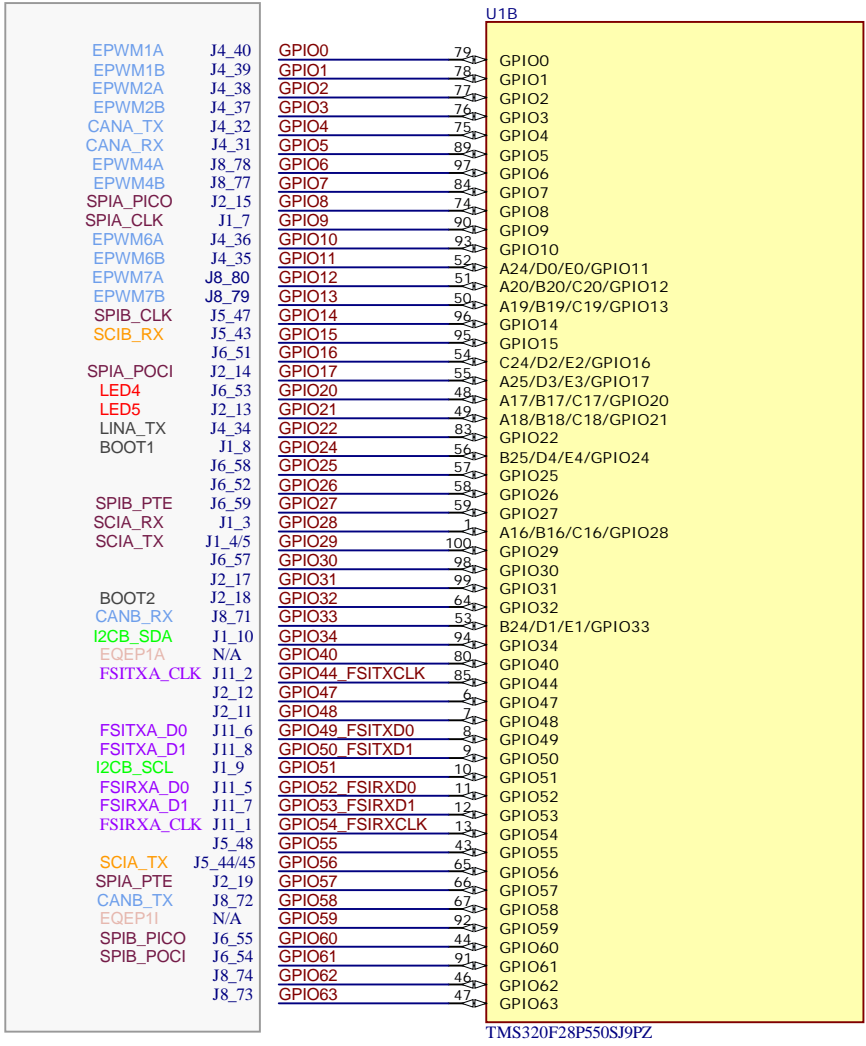 U1B
EPWM1A J4_40 GPIO0 79 GPIO0
EPWM1B J4_39 GPIO1 78 GPIO1
EPWM2A J4_38 GPIO2 77 GPIO2
EPWM2B J4_37 GPIO3 76 GPIO3
CANA_TX J4_32 GPIO4 75 GPIO4
CANA_RX J4_31 GPIO5 89 GPIO5
EPWM4A J8_78 GPIO6 97 GPIO6
EPWM4B J8_77 GPIO7 84 GPIO7
SPIA_PICO J2_15 GPIO8 74 GPIO8
SPIA_CLK J1_7 GPIO9 90 GPIO9
EPWM6A J4_36 GPIO10 93 GPIO10
EPWM6B J4_35 GPIO11 52 A24/D0/E0/GPIO11
EPWM7A J8_80 GPIO12 51 A20/B20/C20/GPIO12
EPWM7B J8_79 GPIO13 50 A19/B19/C19/GPIO13
SPIB_CLK J5_47 GPIO14 96 GPIO14
SCIB_RX J5_43 GPIO15 95 GPIO15
J6_51 GPIO16 54 C24/D2/E2/GPIO16
SPIA_POCI J2_14 GPIO17 55 A25/D3/E3/GPIO17
LED4 J6_53 GPIO20 48 A17/B17/C17/GPIO20
LED5 J2_13 GPIO21 49 A18/B18/C18/GPIO21
LINA_TX J4_34 GPIO22 83 GPIO22
BOOT1 J1_8 GPIO24 56 B25/D4/E4/GPIO24
J6_58 GPIO25 57 GPIO25
J6_52 GPIO26 58 GPIO26
SPIB_PTE J6_59 GPIO27 59 GPIO27
SCIA_RX J1_3 GPIO28 1 A16/B16/C16/GPIO28
SCIA_TX J1_4/5 GPIO29 100 GPIO29
J6_57 GPIO30 98 GPIO30
J2_17 GPIO31 99 GPIO31
BOOT2 J2_18 GPIO32 64 GPIO32
CANB_RX J8_71 GPIO33 53 B24/D1/E1/GPIO33
I2CB_SDA J1_10 GPIO34 94 GPIO34
EQEP1A N/A GPIO40 80 GPIO40
FSITXA_CLK J11_2 GPIO44_FSITXCLK 85 GPIO44
J2_12 GPIO47 6 GPIO47
J2_11 GPIO48 7 GPIO48
FSITXA_D0 J11_6 GPIO49_FSITXD0 8 GPIO49
FSITXA_D1 J11_8 GPIO50_FSITXD1 9 GPIO50
I2CB_SCL J1_9 GPIO51 10 GPIO51
FSIRXA_D0 J11_5 GPIO52_FSIRXD0 11 GPIO52
FSIRXA_D1 J11_7 GPIO53_FSIRXD1 12 GPIO53
FSIRXA_CLK J11_1 GPIO54_FSIRXCLK 13 GPIO54
J5_48 GPIO55 43 GPIO55
SCIA_TX J5_44/45 GPIO56 65 GPIO56
SPIA_PTE J2_19 GPIO57 66 GPIO57
CANB_TX J8_72 GPIO58 67 GPIO58
EQEP1I N/A GPIO59 92 GPIO59
SPIB_PICO J6_55 GPIO60 44 GPIO60
SPIB_POCI J6_54 GPIO61 91 GPIO61
J8_74 GPIO62 46 GPIO62
J8_73 GPIO63 47 GPIO63
TMS320F28P550SJ9PZ